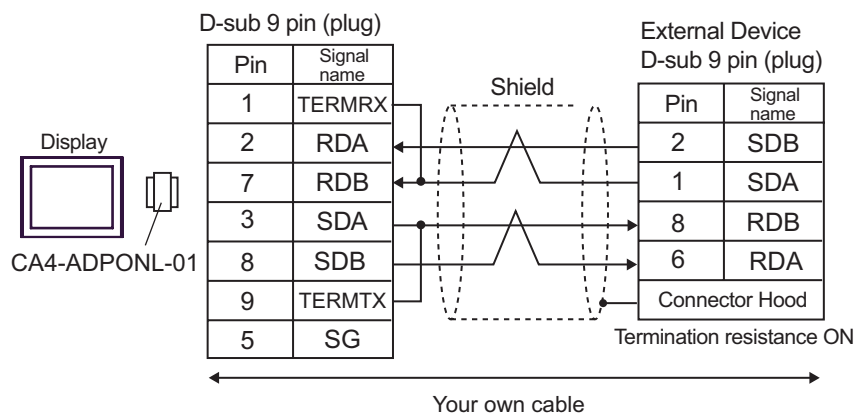 D-sub 9 pin (plug)
Pin Signal name
1 TERMRX
2 RDA
7 RDB
3 SDA
8 SDB
9 TERMTX
5 SG
Display
CA4-ADPONL-01
Shield
External Device
D-sub 9 pin (plug)
Pin Signal name
2 SDB
1 SDA
8 RDB
6 RDA
Connector Hood
Termination resistance ON
Your own cable